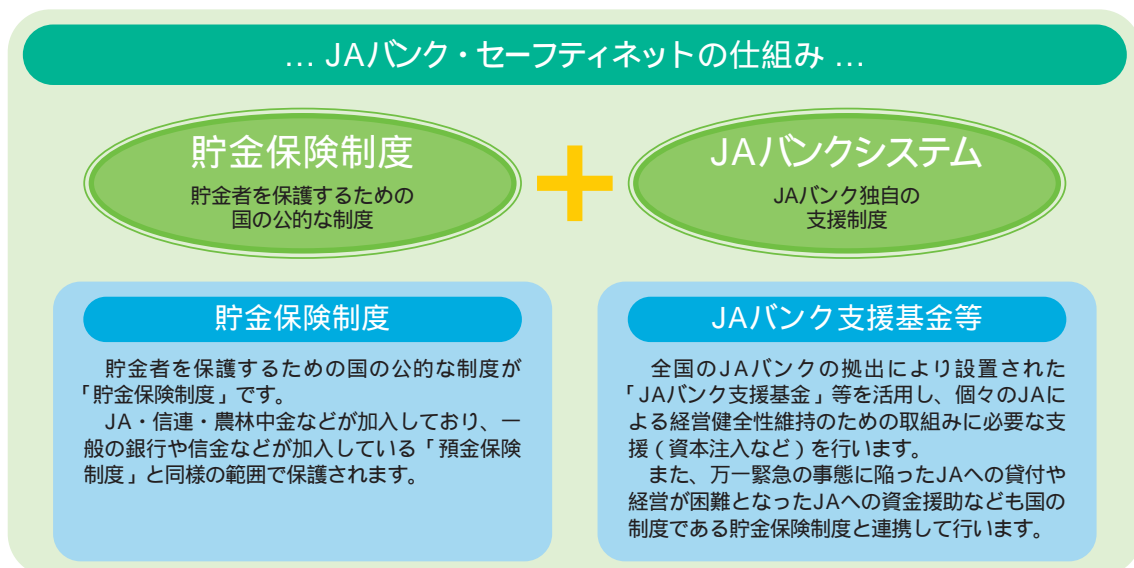 … JAバンク・セーフティネットの仕組み …
貯金保険制度
貯金者を保護するための
国の公的な制度
JAバンクシステム
JAバンク独自の
支援制度
貯金保険制度
貯金者を保護するための国の公的な制度が
「貯金保険制度」です。
JA・信連・農林中金などが加入しており、一
般の銀行や信金などが加入している「預金保険
制度」と同様の範囲で保護されます。
JAバンク支援基金等
全国のJAバンクの拠出により設置された
「JAバンク支援基金」等を活用し、個々のJAに
よる経営健全性維持のための取組みに必要な支
援(資本注入など)を行います。
また、万一緊急の事態に陥ったJAへの貸付や
経営が困難となったJAへの資金援助なども国の
制度である貯金保険制度と連携して行います。